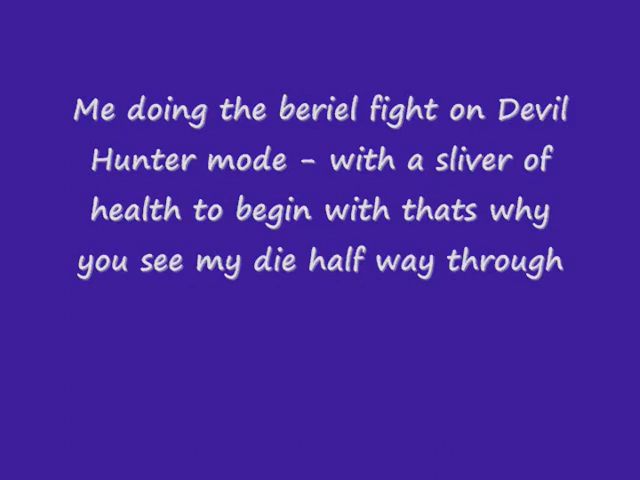 Me doing the beriel fight on Devil
Hunter mode - with a sliver of
health to begin with thats why
you see my die half way through